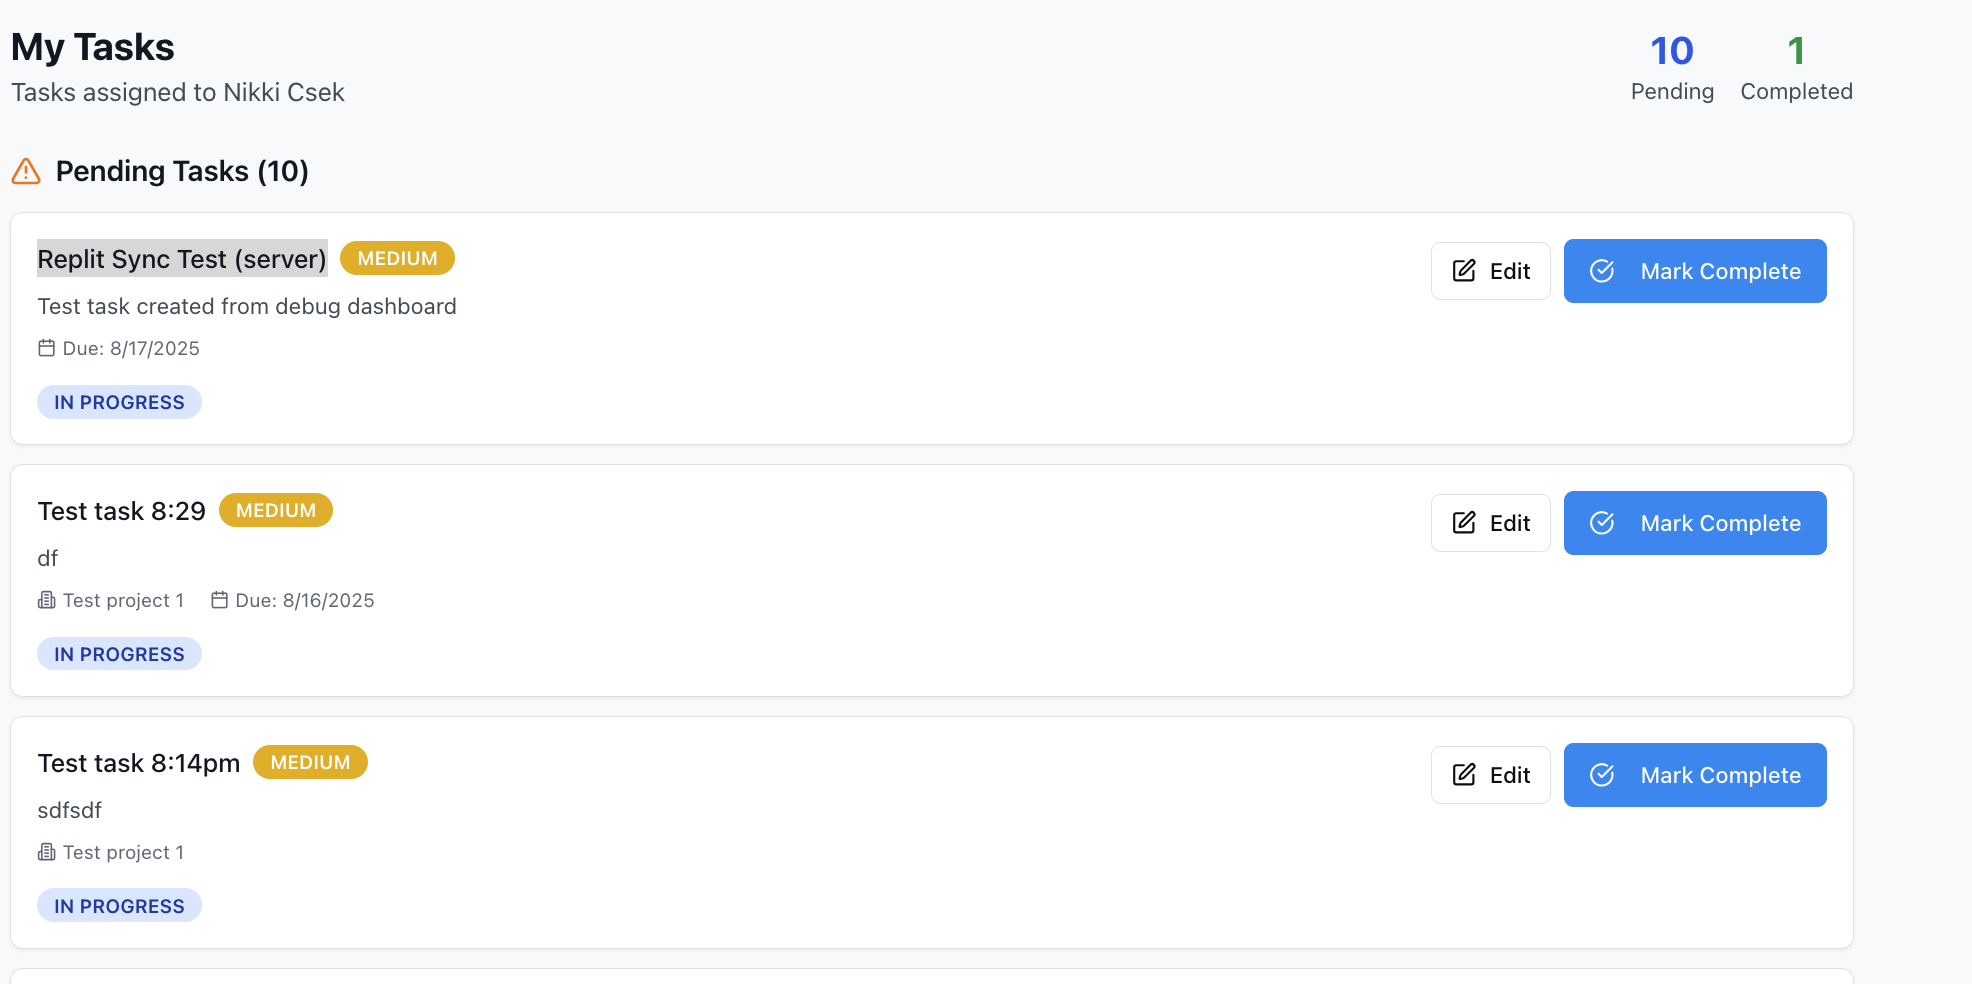 My Tasks
Tasks assigned to Nikki Csek
10
Pending
1
Completed
Pending Tasks (10)
Replit Sync Test (server) MEDIUM
Edit
Mark Complete
Test task created from debug dashboard
Due: 8/17/2025
IN PROGRESS
Test task 8:29 MEDIUM
Edit
Mark Complete
df
Test project 1 Due: 8/16/2025
IN PROGRESS
Test task 8:14pm MEDIUM
Edit
Mark Complete
sdfsdf
Test project 1
IN PROGRESS